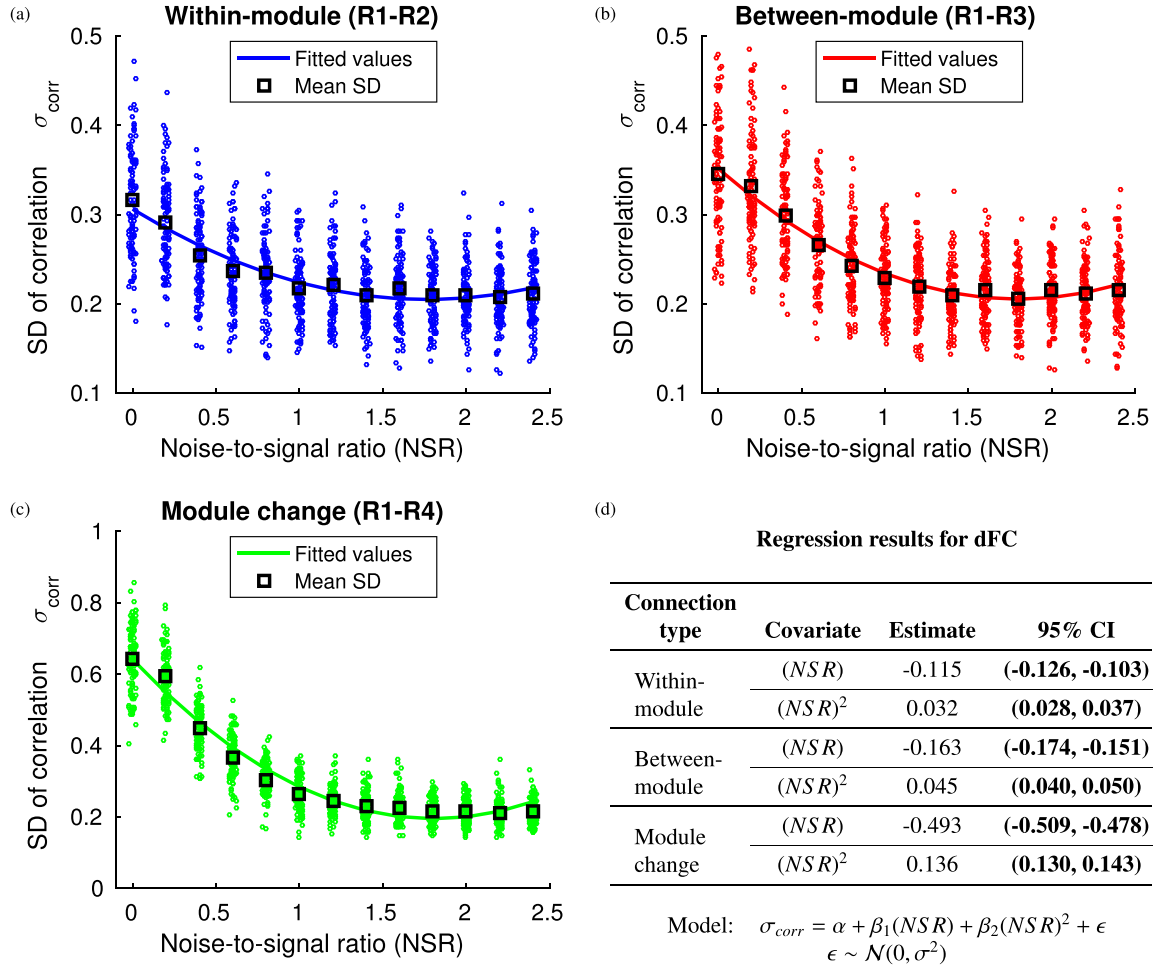 (a)
Within-module (R1-R2)
0.5
0.4
0.3
0.2
0.1
SD of correlation σcorr
Fitted values
Mean SD
0 0.5 1 1.5 2 2.5
Noise-to-signal ratio (NSR)
(b)
Between-module (R1-R3)
0.5
0.4
0.3
0.2
0.1
SD of correlation σcorr
Fitted values
Mean SD
0 0.5 1 1.5 2 2.5
Noise-to-signal ratio (NSR)
(c)
Module change (R1-R4)
1
0.8
0.6
0.4
0.2
0
SD of correlation σcorr
Fitted values
Mean SD
0 0.5 1 1.5 2 2.5
Noise-to-signal ratio (NSR)
(d)
Regression results for dFC
Connection
type Covariate Estimate 95% CI
Within-
module
(NSR) -0.115 (-0.126, -0.103)
(NSR)² 0.032 (0.028, 0.037)
Between-
module
(NSR) -0.163 (-0.174, -0.151)
(NSR)² 0.045 (0.040, 0.050)
Module
change
(NSR) -0.493 (-0.509, -0.478)
(NSR)² 0.136 (0.130, 0.143)
Model: σcorr = α + β₁(NSR) + β₂(NSR)² + ϵ
ϵ ~ N(0, σ²)